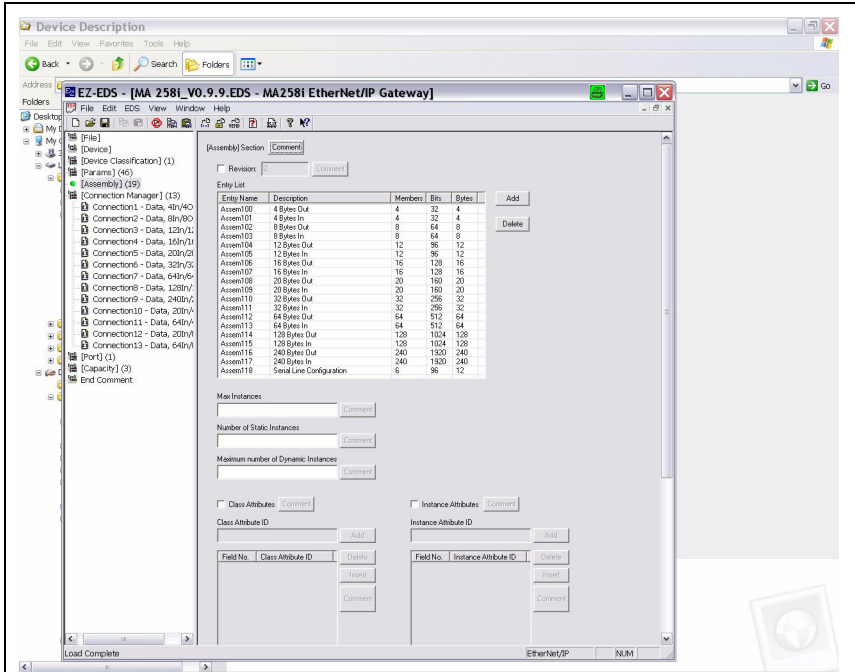 Device Description
File Edit View Favorites Tools Help
Back Search Folders
Address Go
Folders
Desktop
EZ-EDS - [MA 258i_V0.9.9.EDS - MA258i EtherNet/IP Gateway]
File Edit EDS View Window Help
[File]
[Device]
[Device Classification] (1)
[Params] (46)
[Assembly] (19)
[Connection Manager] (13)
Connection1 - Data, 4In/4O
Connection2 - Data, 8In/8O
Connection3 - Data, 12In/12
Connection4 - Data, 16In/1
Connection5 - Data, 20In/2
Connection6 - Data, 32In/3
Connection7 - Data, 64In/6
Connection8 - Data, 128In/
Connection9 - Data, 240In/
Connection10 - Data, 20In/
Connection11 - Data, 64In/
Connection12 - Data, 20In/
Connection13 - Data, 64In/
[Port] (1)
[Capacity] (3)
End Comment
[Assembly] Section Comment
Revision: 2 Comment
Entry List
Entry Name Description Members Bits Bytes
Assem100 4 Bytes Out 4 32 4
Assem101 4 Bytes In 4 32 4
Assem102 8 Bytes Out 8 64 8
Assem103 8 Bytes In 8 64 8
Assem104 12 Bytes Out 12 96 12
Assem105 12 Bytes In 12 96 12
Assem106 16 Bytes Out 16 128 16
Assem107 16 Bytes In 16 128 16
Assem108 20 Bytes Out 20 160 20
Assem109 20 Bytes In 20 160 20
Assem110 32 Bytes Out 32 256 32
Assem111 32 Bytes In 32 256 32
Assem112 64 Bytes Out 64 512 64
Assem113 64 Bytes In 64 512 64
Assem114 128 Bytes Out 128 1024 128
Assem115 128 Bytes In 128 1024 128
Assem116 240 Bytes Out 240 1920 240
Assem117 240 Bytes In 240 1920 240
Assem118 Serial Line Configuration 6 96 12
Add
Delete
Max Instances
Comment
Number of Static Instances
Comment
Maximum number of Dynamic Instances
Comment
Class Attributes Comment
Class Attribute ID
Add
Field No. Class Attribute ID
Delete
Insert
Comment
Instance Attributes Comment
Instance Attribute ID
Add
Field No. Instance Attribute ID
Delete
Insert
Comment
Load Complete EtherNet/IP NUM